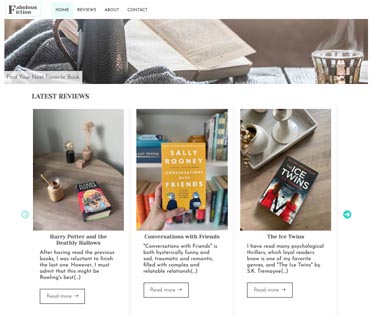 Fabulous
Fiction
HOME REVIEWS ABOUT CONTACT
Find Your Next Favorite Book
LATEST REVIEWS
SALLY
ROONEY
CONVERSATIONS
WITH
FRIENDS
THE
ICE
TWINS
Harry Potter and the
Deathly Hallows
After having read the previous
books, I was reluctant to finish
the last one. However, I must
admit that this might be
Rowling's best(...)
Read more →
Conversations with Friends
"Conversations with Friends" is
both hysterically funny and
sad, traumatic and romantic,
filled with complex and
relatable relationsh(...)
Read more →
The Ice Twins
I have read many psychological
thrillers, which loyal readers
know is one of my favorite
genres, and "The Ice Twins" by
S.K. Tremayne(...)
Read more →